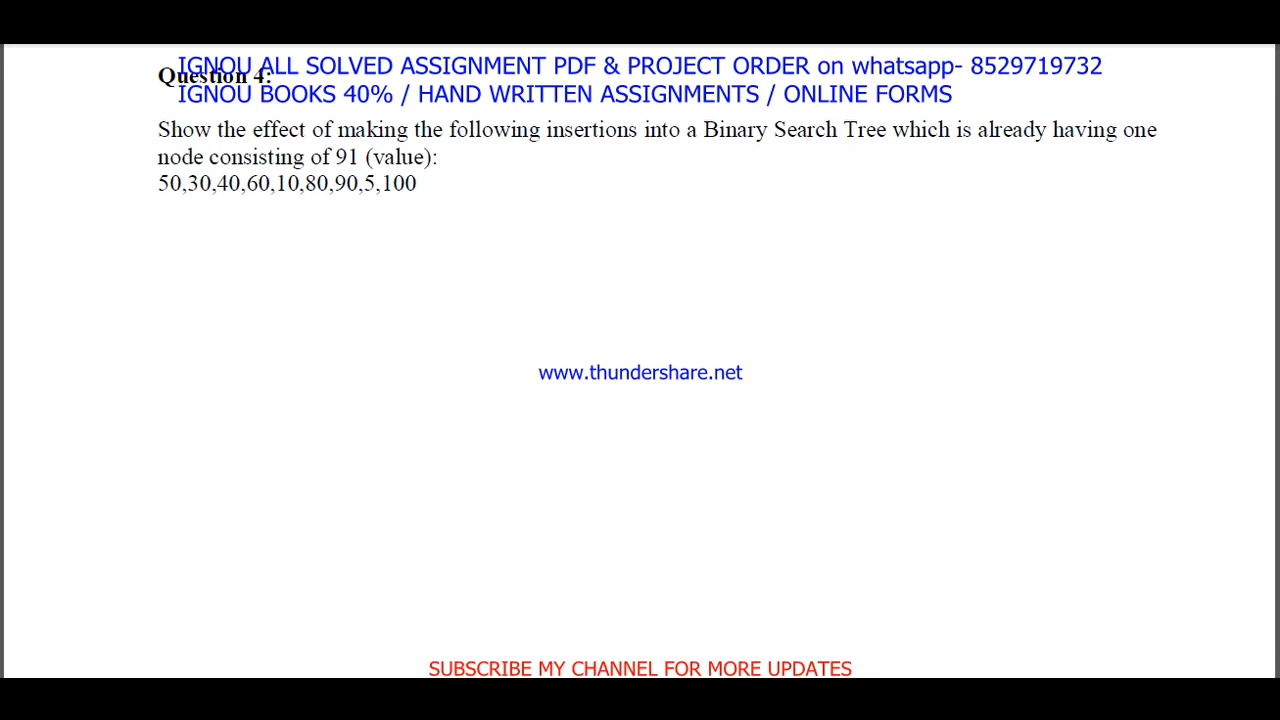 IGNOU ALL SOLVED ASSIGNMENT PDF & PROJECT ORDER on whatsapp- 8529719732
Question 4:
IGNOU BOOKS 40% / HAND WRITTEN ASSIGNMENTS / ONLINE FORMS
Show the effect of making the following insertions into a Binary Search Tree which is already having one
node consisting of 91 (value):
50,30,40,60,10,80,90,5,100
www.thundershare.net
SUBSCRIBE MY CHANNEL FOR MORE UPDATES